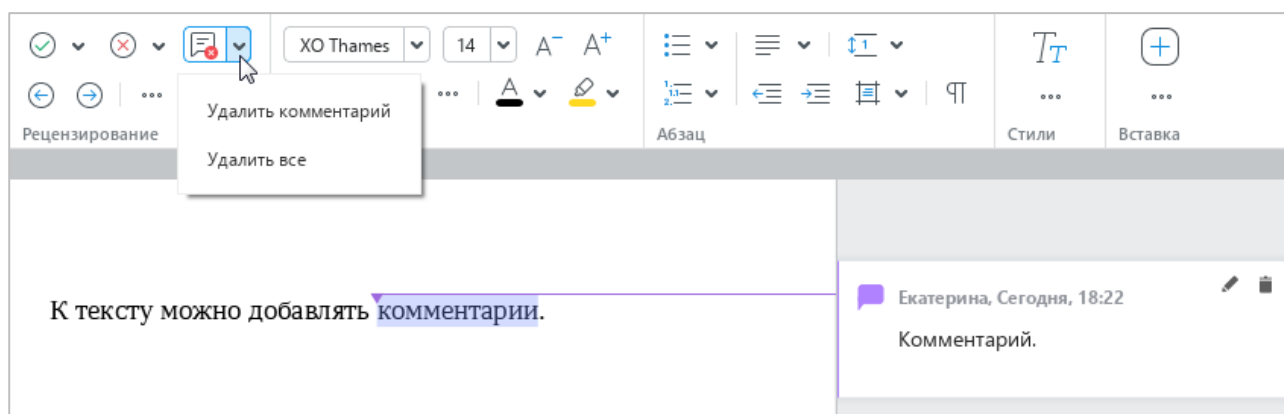 XO Thames
14
Удалить комментарий
Удалить все
Рецензирование
Абзац
Стили
Вставка
К тексту можно добавлять комментарии.
Екатерина, Сегодня, 18:22
Комментарий.